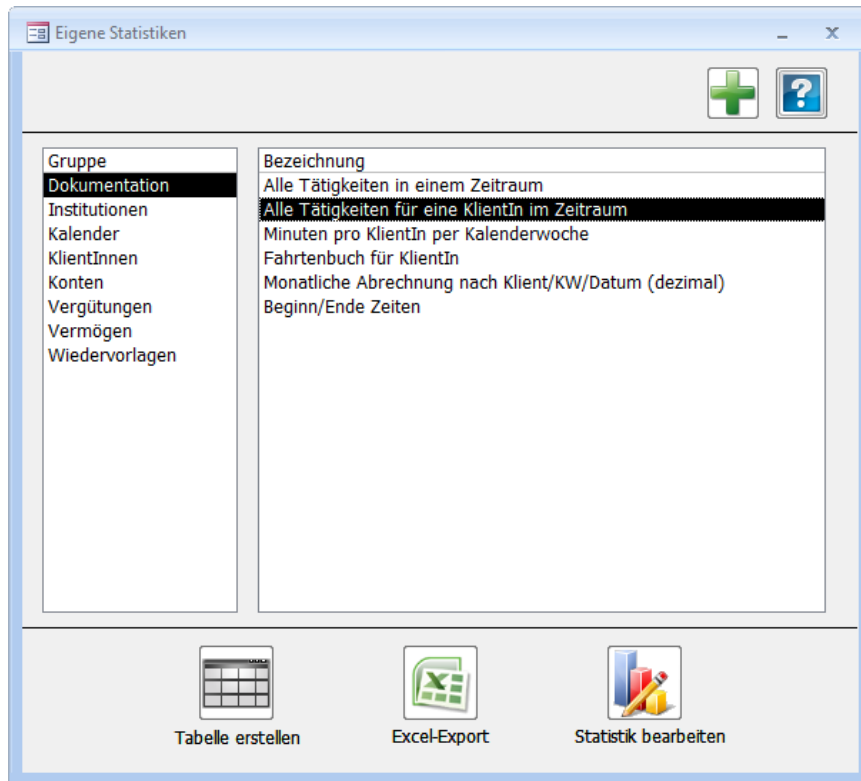 Eigene Statistiken
Gruppe
Dokumentation
Institutionen
Kalender
KlientInnen
Konten
Vergütungen
Vermögen
Wiedervorlagen
Bezeichnung
Alle Tätigkeiten in einem Zeitraum
Alle Tätigkeiten für eine KlientIn im Zeitraum
Minuten pro KlientIn per Kalenderwoche
Fahrtenbuch für KlientIn
Monatliche Abrechnung nach Klient/KW/Datum (dezimal)
Beginn/Ende Zeiten
Tabelle erstellen
Excel-Export
Statistik bearbeiten